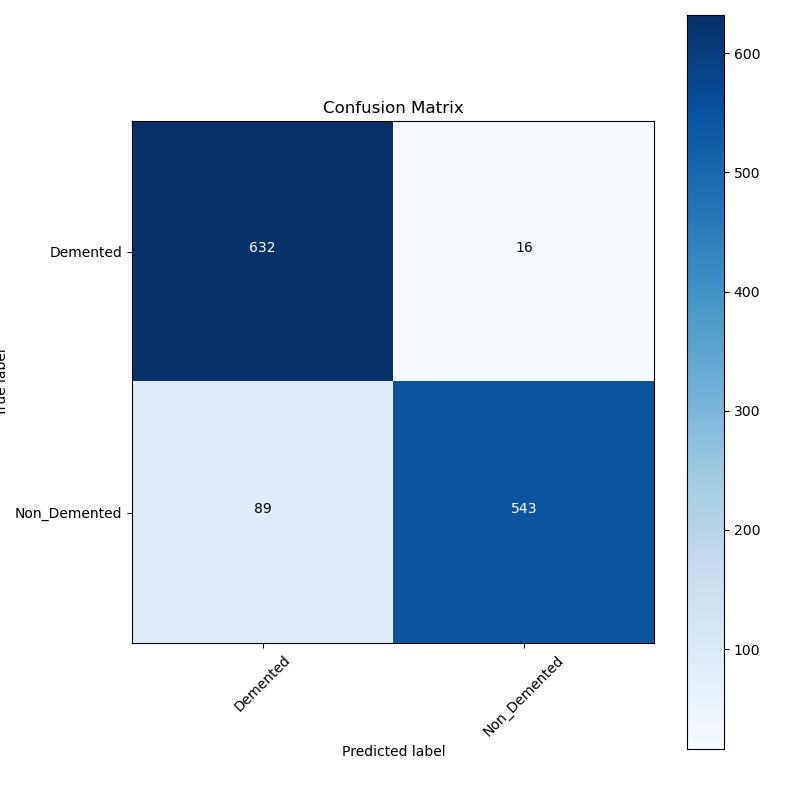 Confusion Matrix
Demented
632
16
Non_Demented
89
543
Demented
Non_Demented
Predicted label
600
500
400
300
200
100